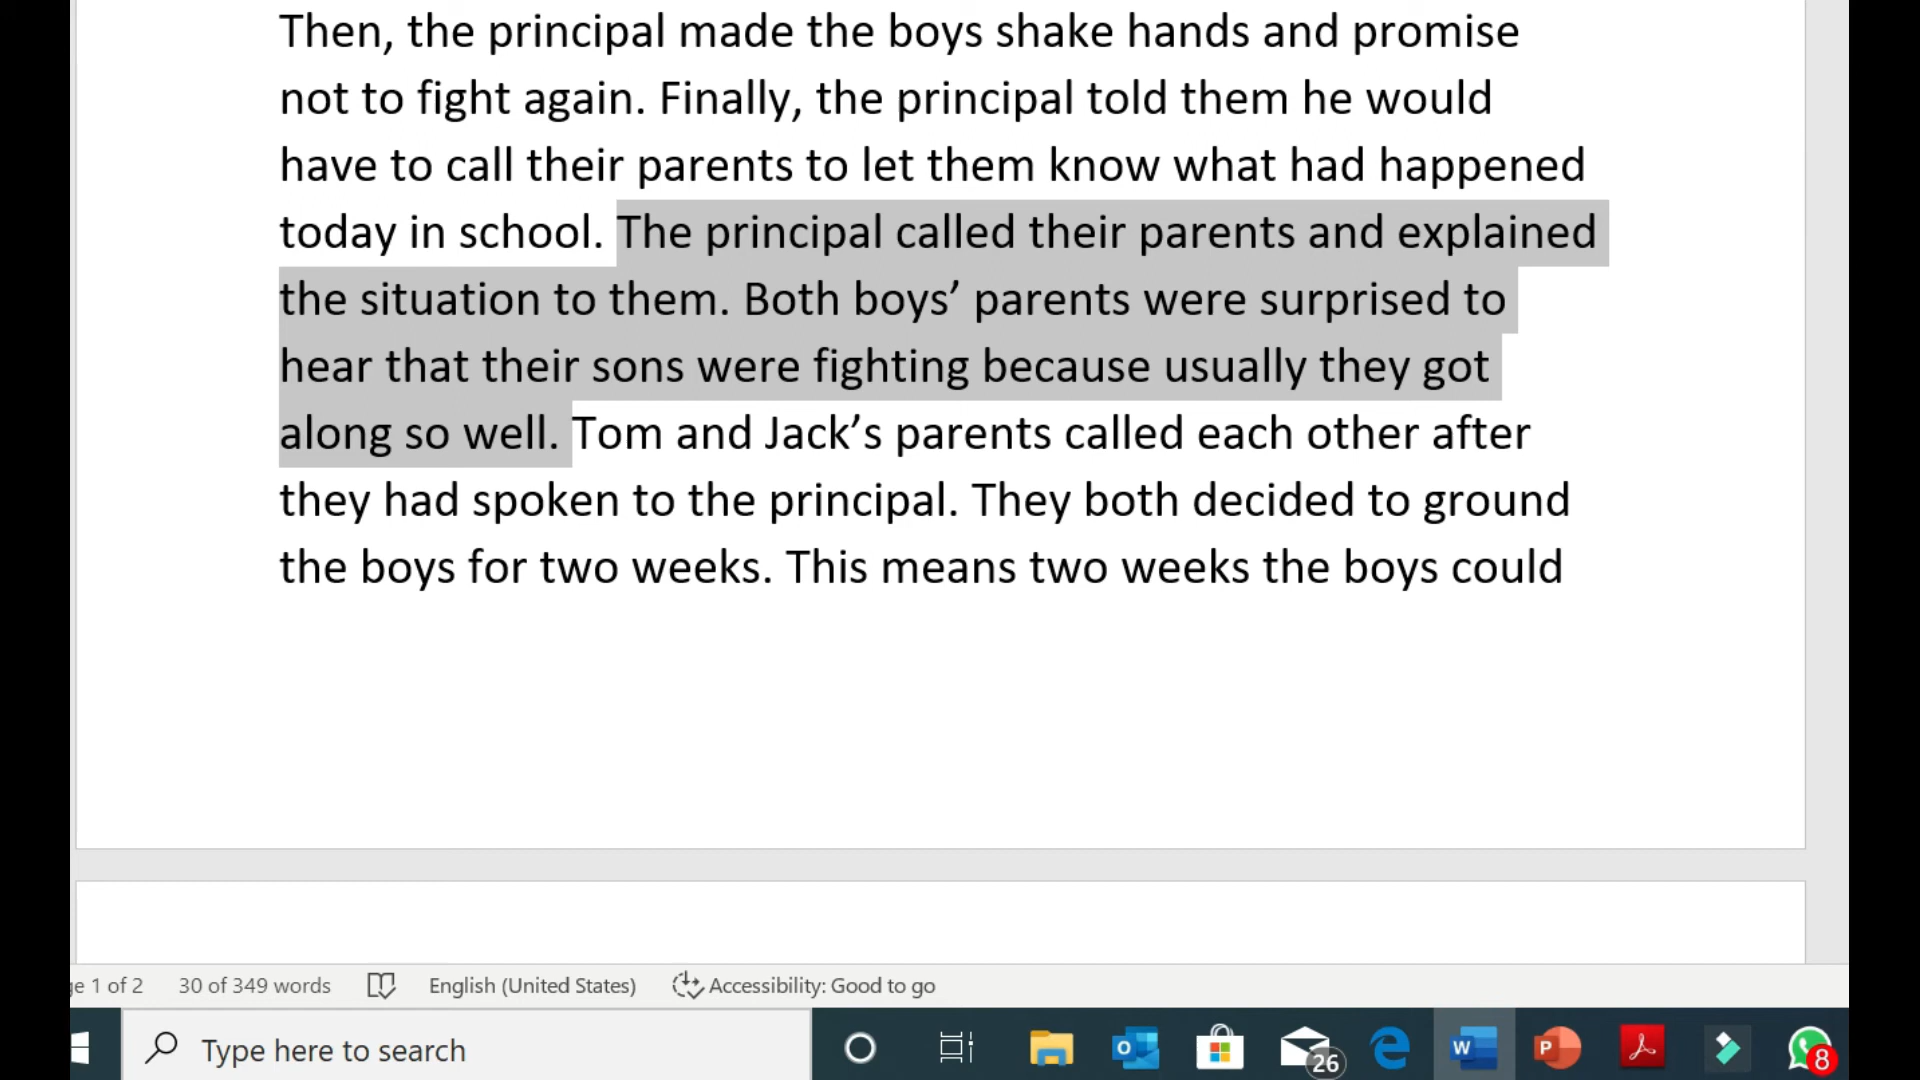 Then, the principal made the boys shake hands and promise
not to fight again. Finally, the principal told them he would
have to call their parents to let them know what had happened
today in school. The principal called their parents and explained
the situation to them. Both boys’ parents were surprised to
hear that their sons were fighting because usually they got
along so well. Tom and Jack’s parents called each other after
they had spoken to the principal. They both decided to ground
the boys for two weeks. This means two weeks the boys could
ge 1 of 2 30 of 349 words English (United States) Accessibility: Good to go
Type here to search O 26 W P 8